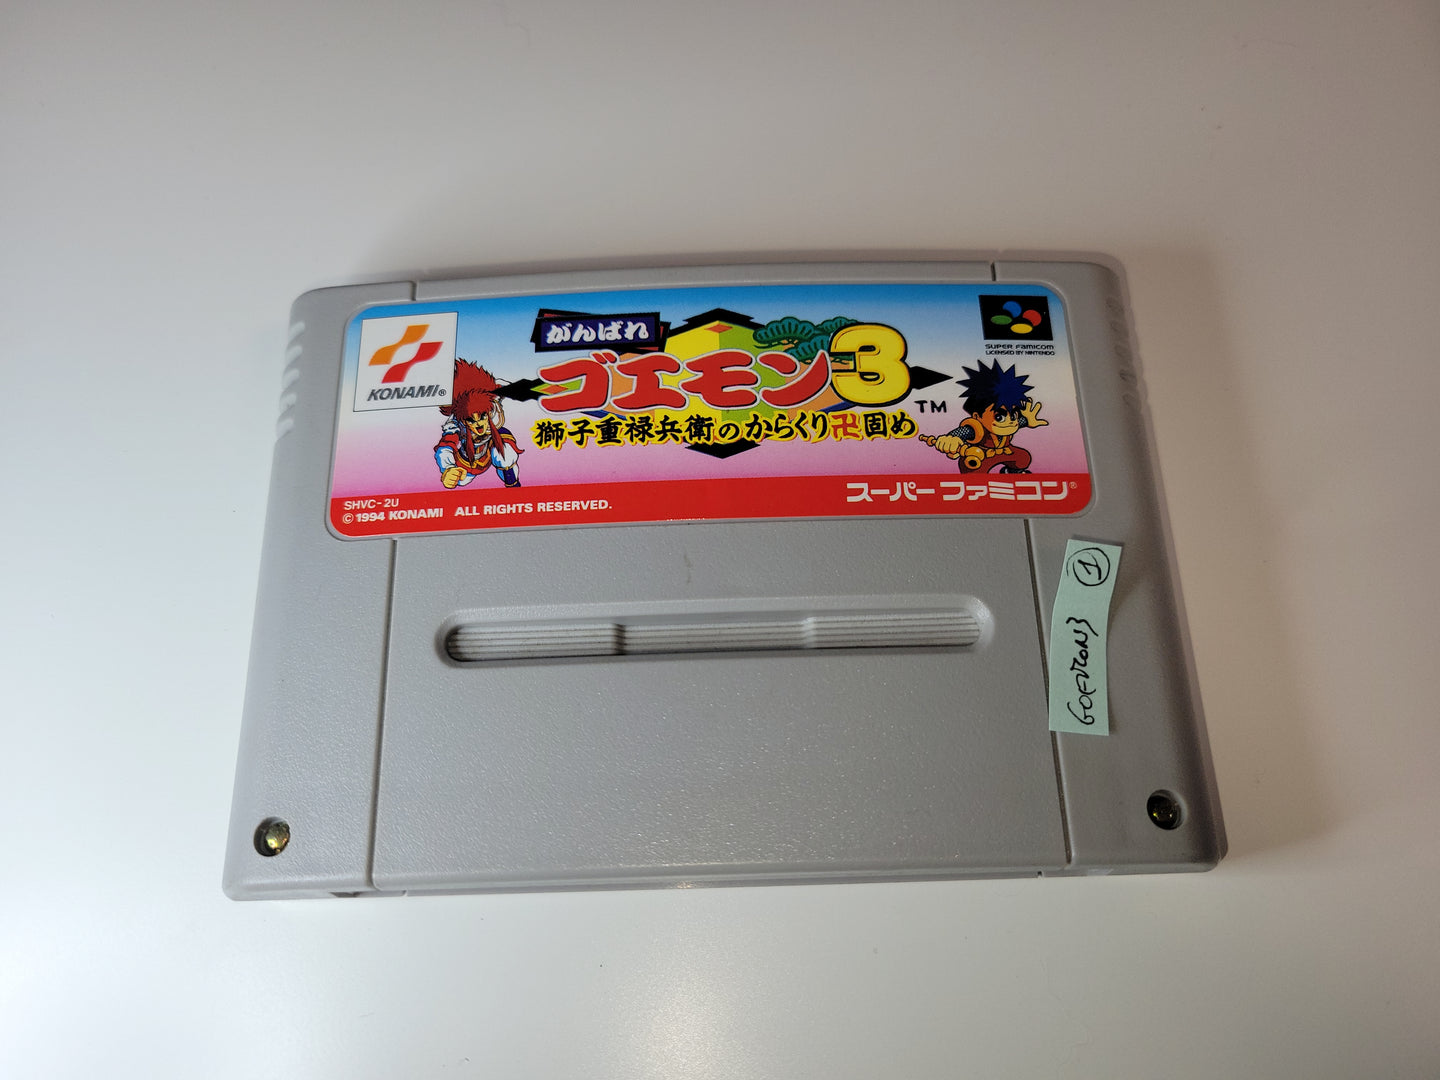 KONAMI®
がんばれ
ゴエモン3
TM
獅子重禄兵衛のからくり卍固め
SUPER FAMICOM
LICENSED BY NINTENDO
SHVC-2U
© 1994 KONAMI ALL RIGHTS RESERVED.
スーパーファミコン®
1
GOEMON3